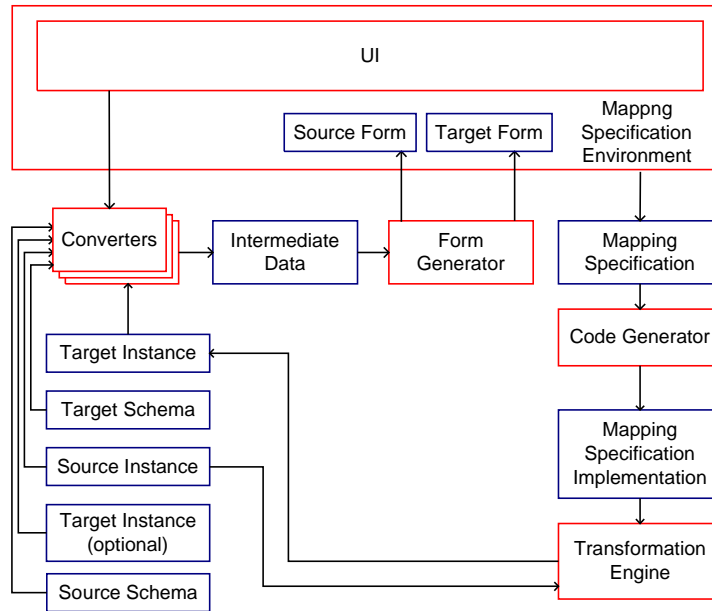 UI
Source Form
Target Form
Mappng
Specification
Environment
Converters
Intermediate
Data
Form
Generator
Mapping
Specification
Target Instance
Code Generator
Target Schema
Source Instance
Mapping
Specification
Implementation
Target Instance
(optional)
Transformation
Engine
Source Schema